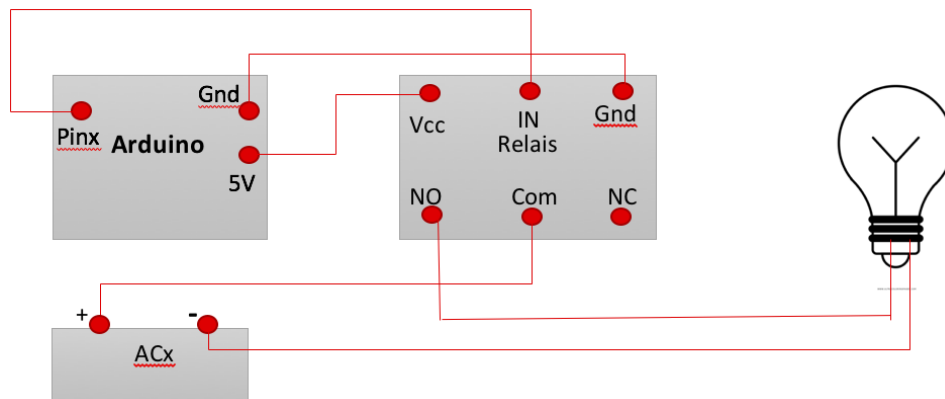 Pinx
Arduino
Gnd
5V
Vcc
IN
Relais
Gnd
NO
Com
NC
+
-
ACx